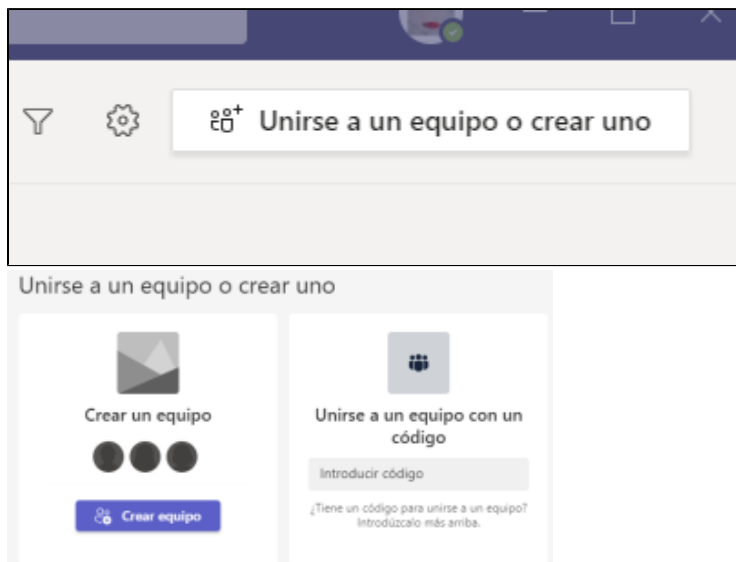 Unirse a un equipo o crear uno
Unirse a un equipo o crear uno
Crear un equipo
Crear equipo
Unirse a un equipo con un
código
Introducir código
¿Tiene un código para unirse a un equipo?
Introdúzcalo más arriba.